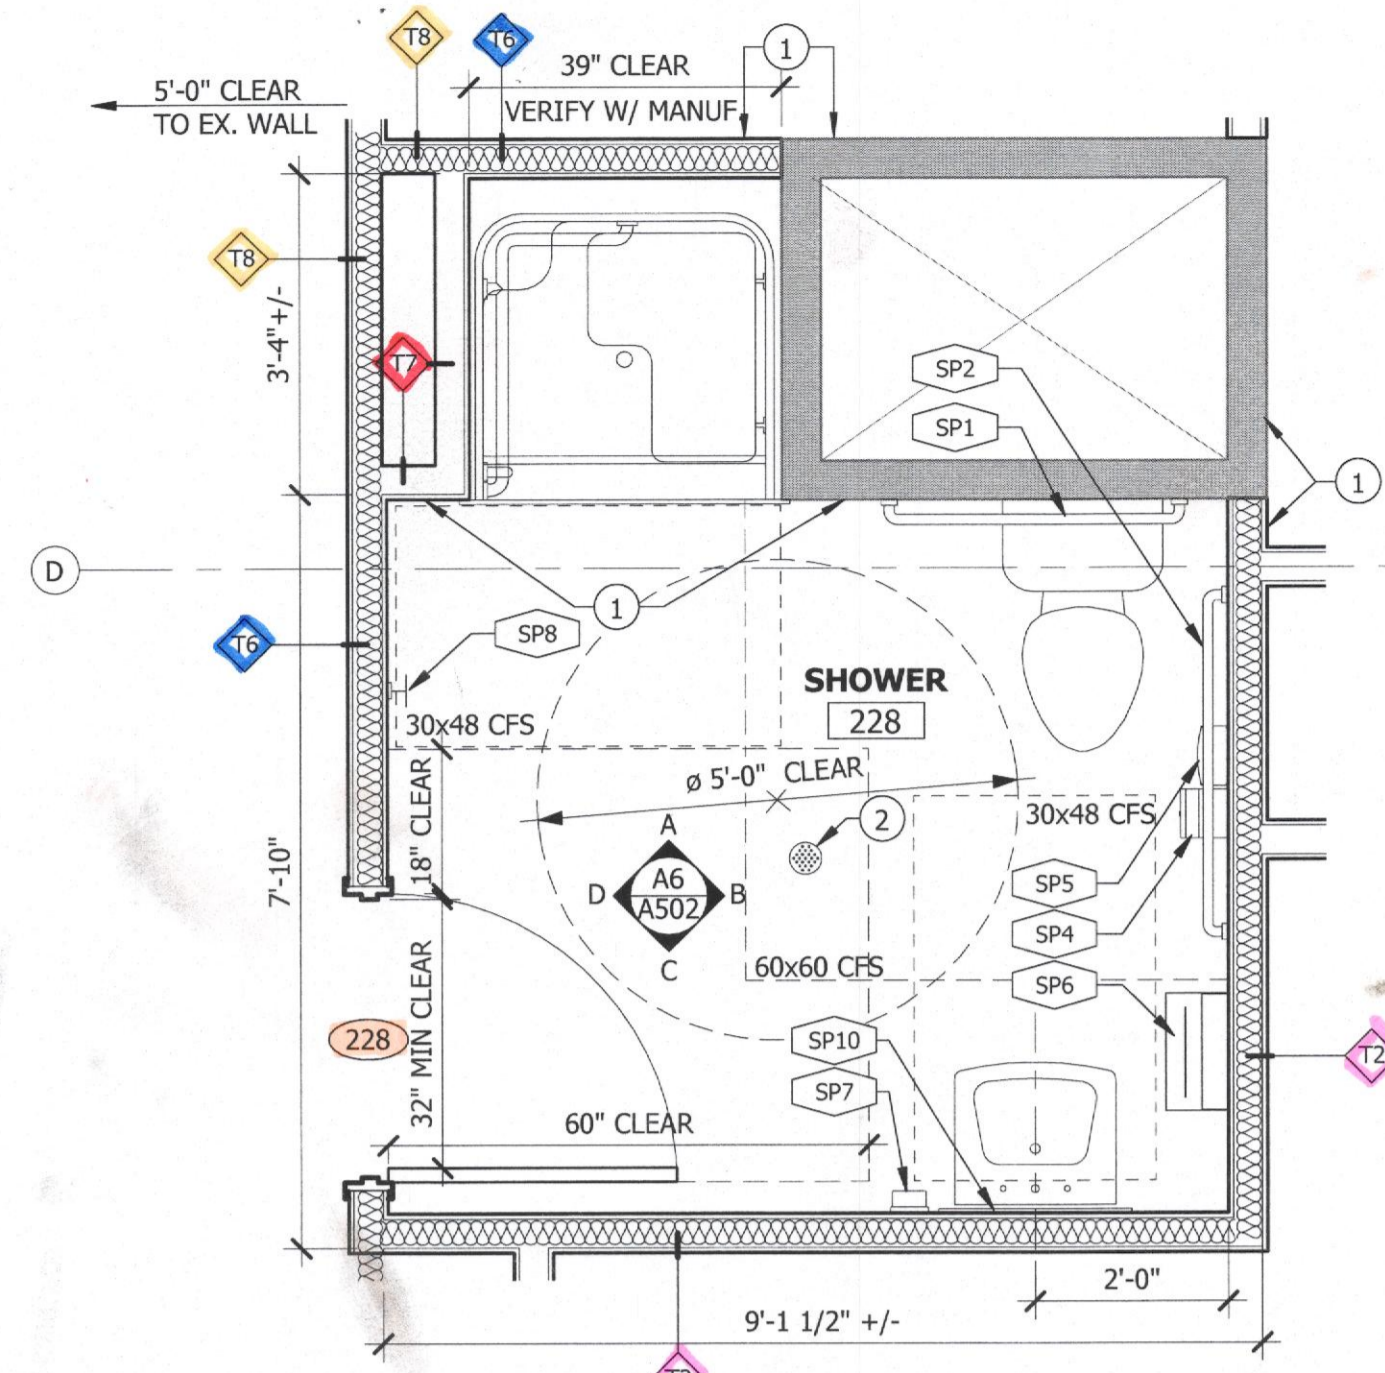 T8
T6
1
39" CLEAR
VERIFY W/ MANUF
5'-0" CLEAR
TO EX. WALL
T8
3'-4"+/-
T7
SP2
SP1
1
D
1
SP8
T6
SHOWER
228
30x48 CFS
ø 5'-0" CLEAR
18" CLEAR
2
30x48 CFS
7'-10"
A
D
A6
A502
B
C
SP5
SP4
60x60 CFS
SP6
32" MIN CLEAR
228
SP10
SP7
T2
60" CLEAR
2'-0"
9'-1 1/2" +/-